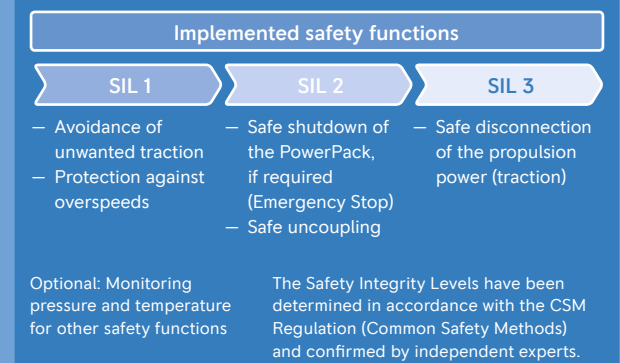 Implemented safety functions
SIL 1
SIL 2
SIL 3
— Avoidance of
unwanted traction
— Protection against
overspeeds
— Safe shutdown of
the PowerPack,
if required
(Emergency Stop)
— Safe uncoupling
— Safe disconnection
of the propulsion
power (traction)
Optional: Monitoring
pressure and temperature
for other safety functions
The Safety Integrity Levels have been
determined in accordance with the CSM
Regulation (Common Safety Methods)
and confirmed by independent experts.